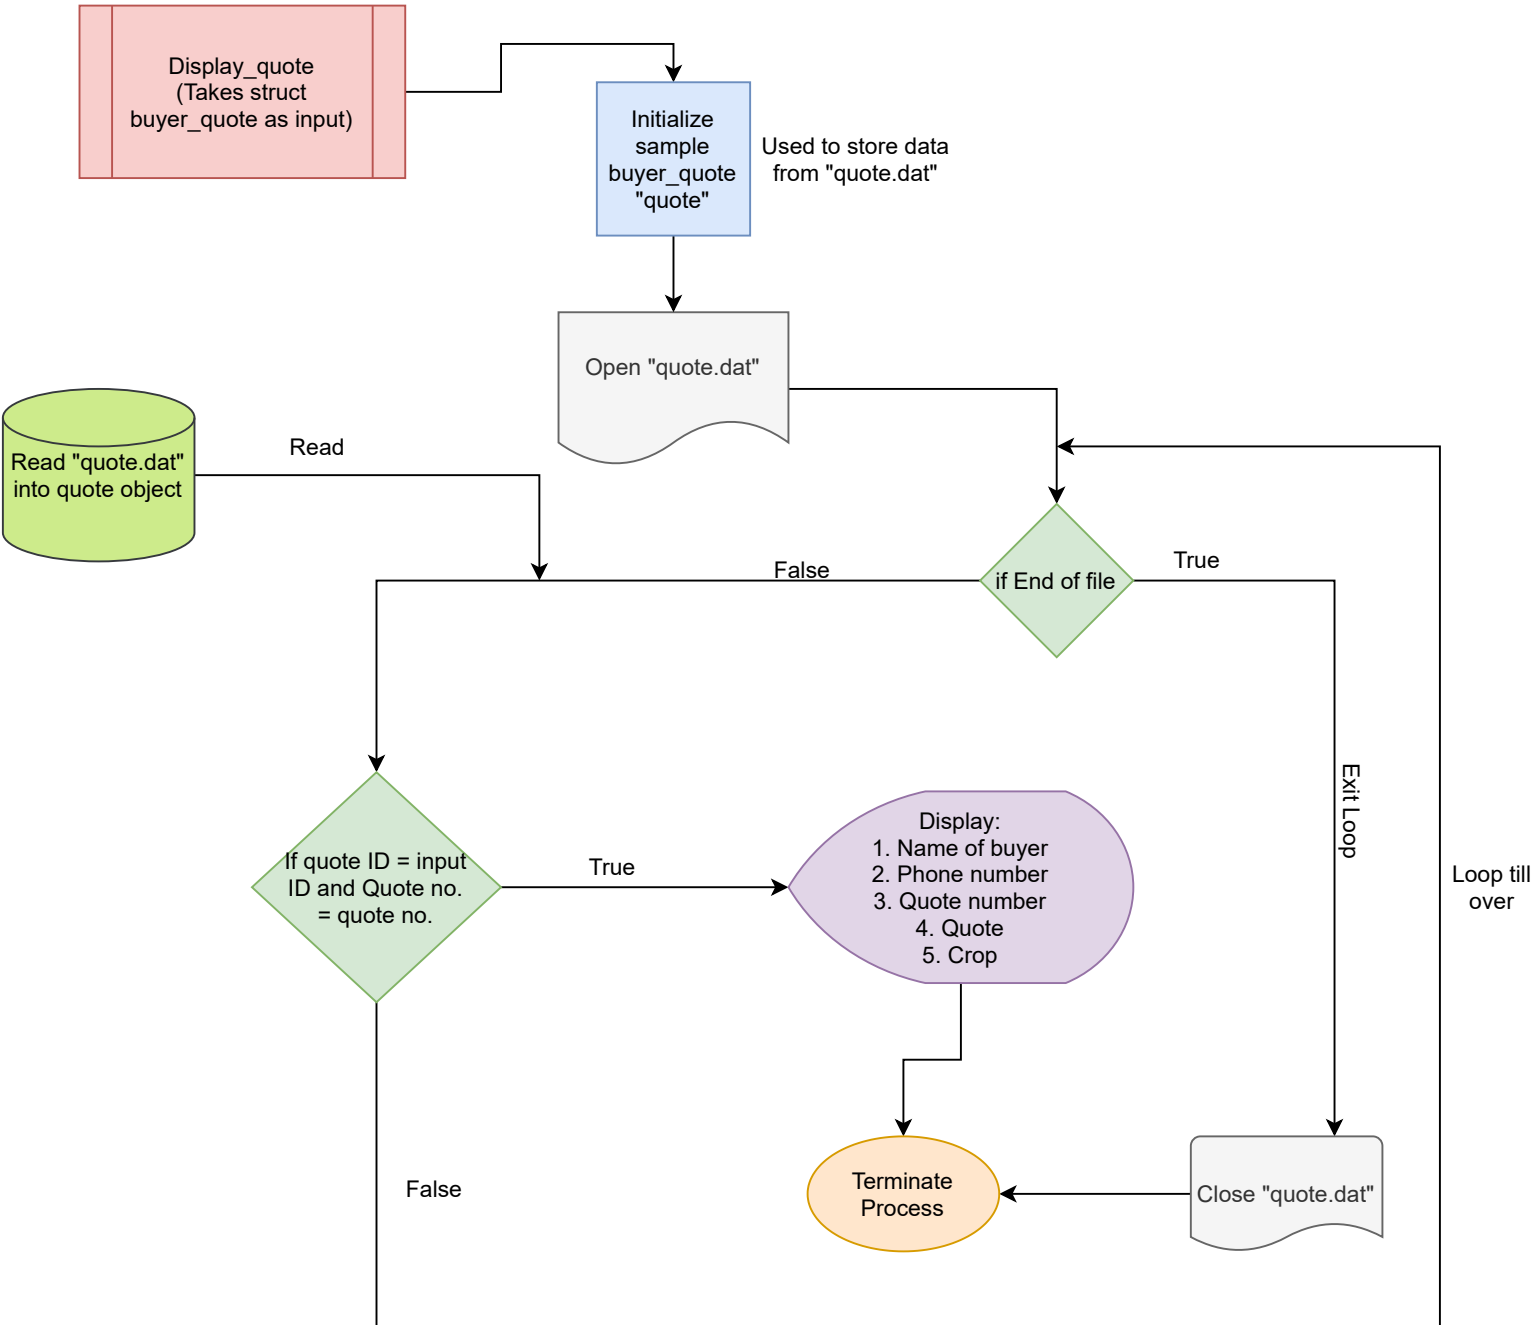 Display_quote
(Takes struct
buyer_quote as input)
Initialize
sample
buyer_quote
"quote"
Used to store data
from "quote.dat"
Open "quote.dat"
Read "quote.dat"
into quote object
Read
False
if End of file
True
If quote ID = input
ID and Quote no.
= quote no.
True
Display:
1. Name of buyer
2. Phone number
3. Quote number
4. Quote
5. Crop
Exit Loop
Loop till
over
False
Terminate
Process
Close "quote.dat"